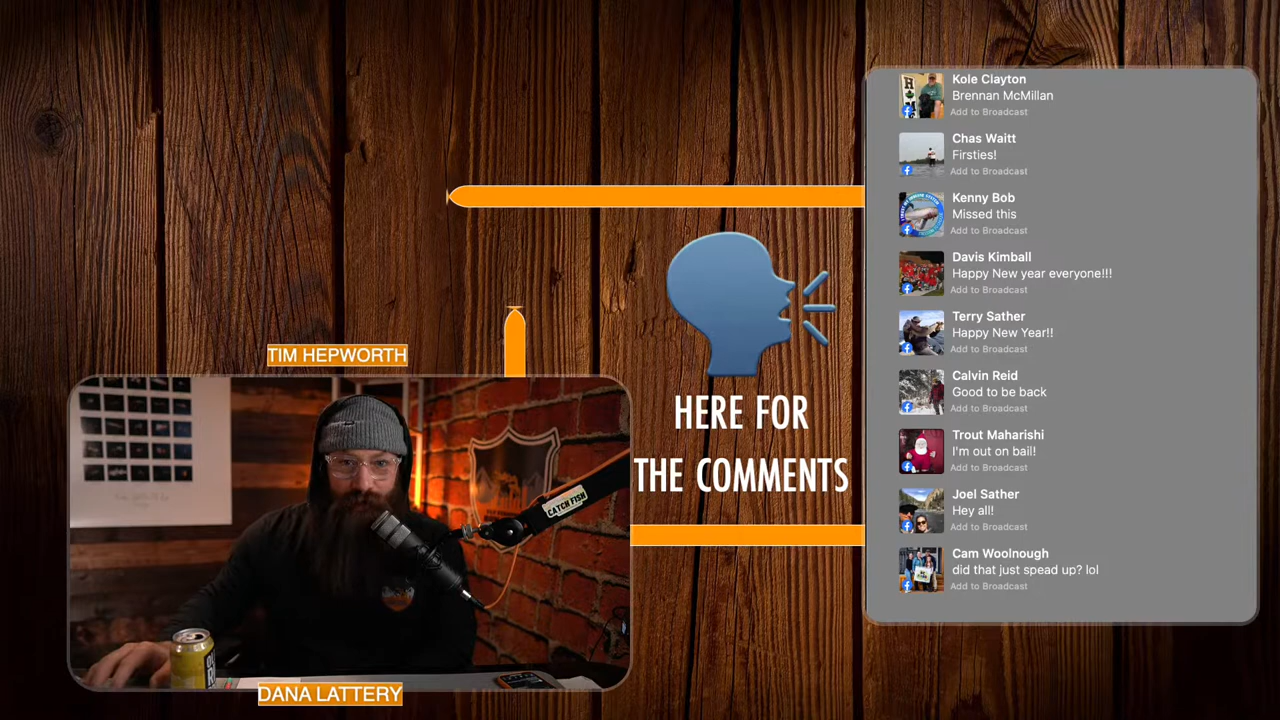 Kole Clayton
Brennan McMillan
Add to Broadcast
Chas Waitt
Firsties!
Add to Broadcast
Kenny Bob
Missed this
Add to Broadcast
Davis Kimball
Happy New year everyone!!!
Add to Broadcast
Terry Sather
Happy New Year!!
Add to Broadcast
Calvin Reid
Good to be back
Add to Broadcast
Trout Maharishi
I'm out on bail!
Add to Broadcast
Joel Sather
Hey all!
Add to Broadcast
Cam Woolnough
did that just spead up? lol
Add to Broadcast
HERE FOR
THE COMMENTS
TIM HEPWORTH
CATCH FISH
DANA LATTERY